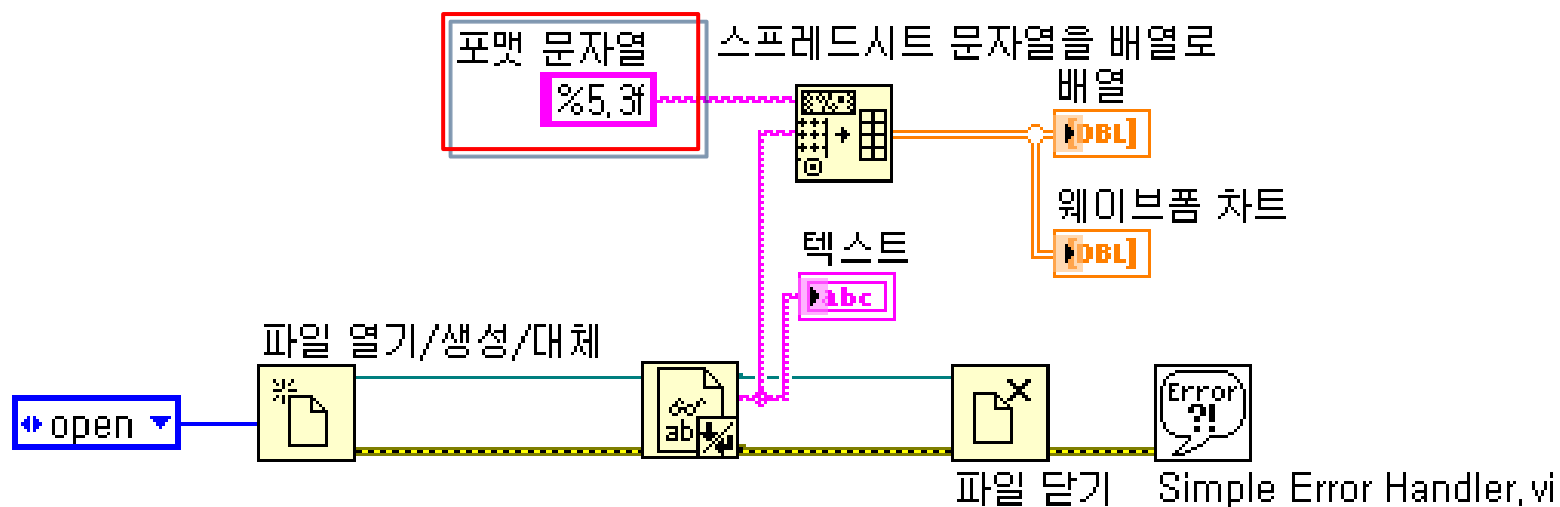 포맷 문자열
스프레드시트 문자열을 배열로
%5.3f
배열
[DBL]
웨이브폼 차트
[DBL]
텍스트
abc
파일 열기/생성/대체
open
ab
Error
?!
파일 닫기
Simple Error Handler.vi